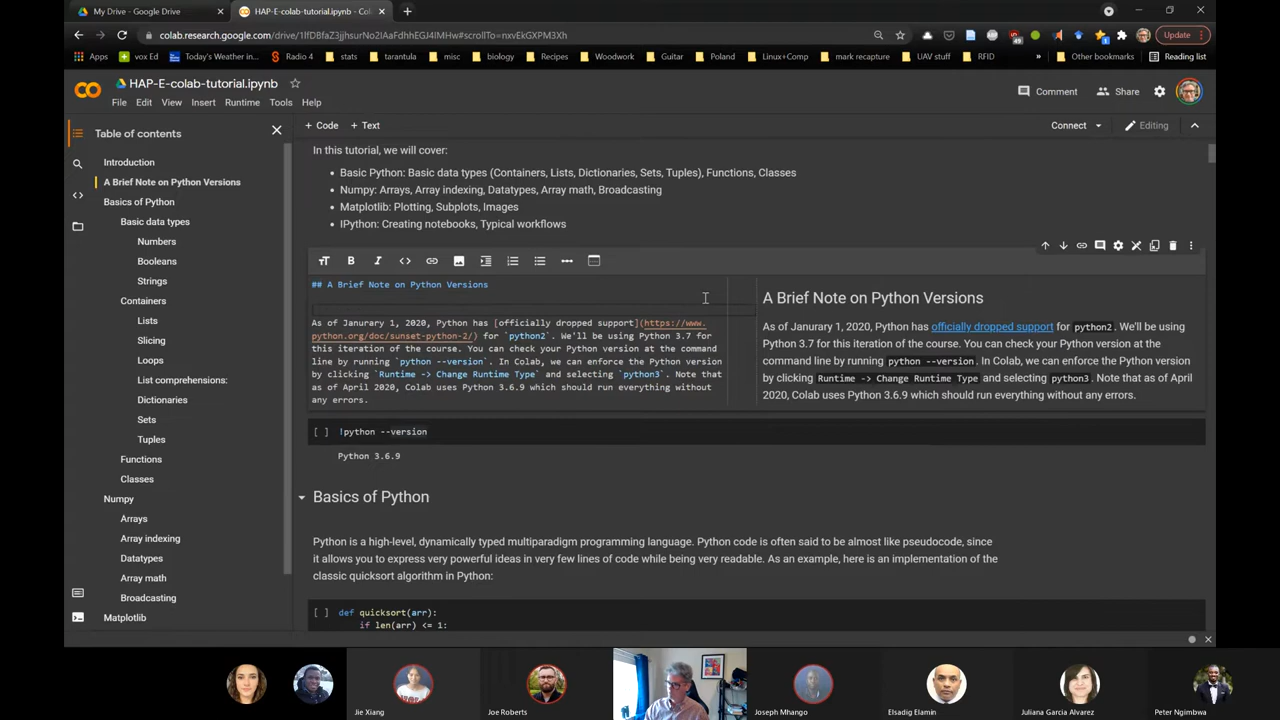 My Drive - Google Drive
HAP-E-colab-tutorial.ipynb - Col
colab.research.google.com/drive/1IfDBfaZ3jjhsurNo2IAaFdhhEGJ4IMHw#scrollTo=nxvEkGXPM3Xh
Update
Apps
vox Ed
Today's Weather in...
Radio 4
stats
tarantula
misc
biology
Recipes
Woodwork
Guitar
Poland
Linux+Comp
mark recapture
UAV stuff
RFID
»
Other bookmarks
Reading list
HAP-E-colab-tutorial.ipynb
File Edit View Insert Runtime Tools Help
Comment
Share
Table of contents
+ Code + Text
Connect
Editing
Introduction
A Brief Note on Python Versions
Basics of Python
Basic data types
Numbers
Booleans
Strings
Containers
Lists
Slicing
Loops
List comprehensions:
Dictionaries
Sets
Tuples
Functions
Classes
Numpy
Arrays
Array indexing
Datatypes
Array math
Broadcasting
Matplotlib
In this tutorial, we will cover:
• Basic Python: Basic data types (Containers, Lists, Dictionaries, Sets, Tuples), Functions, Classes
• Numpy: Arrays, Array indexing, Datatypes, Array math, Broadcasting
• Matplotlib: Plotting, Subplots, Images
• IPython: Creating notebooks, Typical workflows
## A Brief Note on Python Versions
As of Janurary 1, 2020, Python has [officially dropped support](https://www.
python.org/doc/sunset-python-2/) for `python2`. We'll be using Python 3.7 for
this iteration of the course. You can check your Python version at the command
line by running `python --version`. In Colab, we can enforce the Python version
by clicking `Runtime -> Change Runtime Type` and selecting `python3`. Note that
as of April 2020, Colab uses Python 3.6.9 which should run everything without
any errors.
A Brief Note on Python Versions
As of Janurary 1, 2020, Python has officially dropped support for python2. We'll be using
Python 3.7 for this iteration of the course. You can check your Python version at the
command line by running python --version. In Colab, we can enforce the Python version
by clicking Runtime -> Change Runtime Type and selecting python3. Note that as of April
2020, Colab uses Python 3.6.9 which should run everything without any errors.
[ ] !python --version
Python 3.6.9
Basics of Python
Python is a high-level, dynamically typed multiparadigm programming language. Python code is often said to be almost like pseudocode, since
it allows you to express very powerful ideas in very few lines of code while being very readable. As an example, here is an implementation of the
classic quicksort algorithm in Python:
[ ] def quicksort(arr):
if len(arr) <= 1:
Jie Xiang
Joe Roberts
Joseph Mhango
Elsadig Elamin
Juliana Garcia Alvarez
Peter Ngimbwa